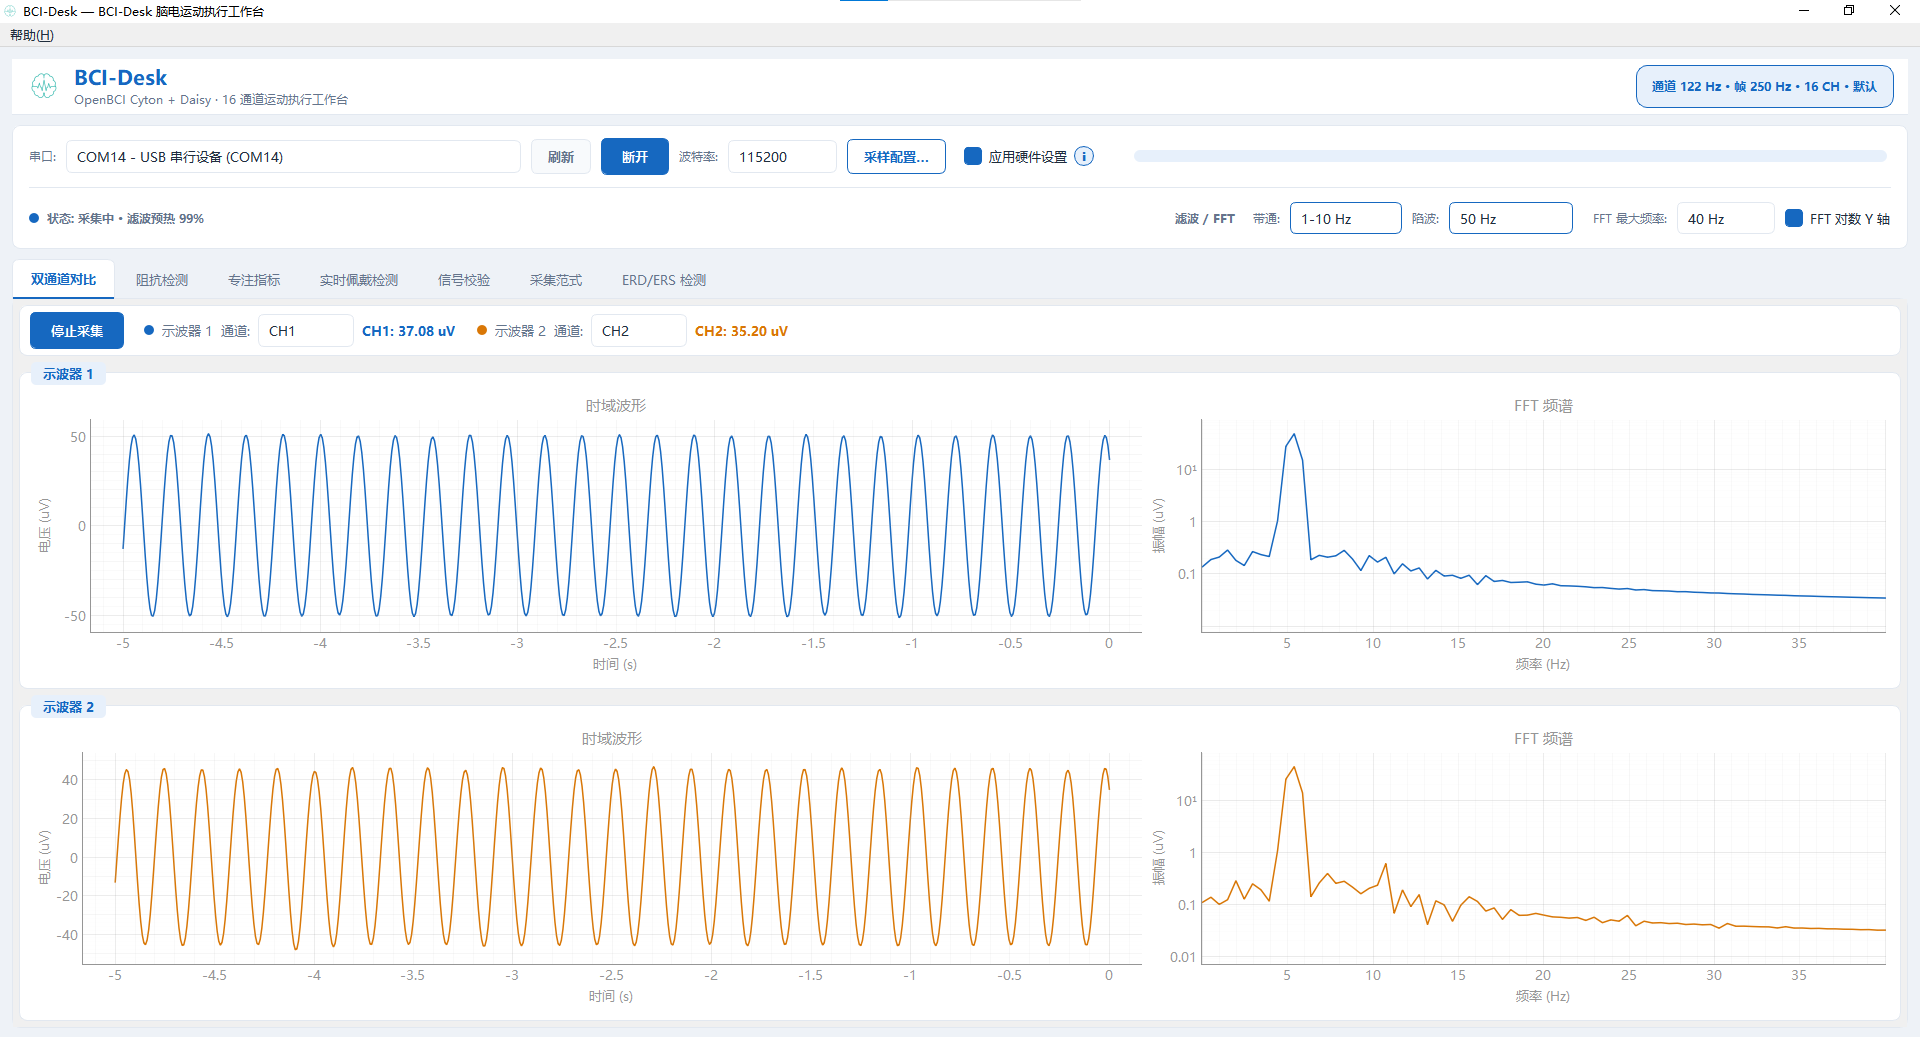 BCI-Desk — BCI-Desk 脑电运动执行工作台
帮助(H)
BCI-Desk
OpenBCI Cyton + Daisy · 16 通道运动执行工作台
通道 122 Hz • 帧 250 Hz • 16 CH • 默认
串口: COM14 - USB 串行设备 (COM14) 刷新 断开 波特率: 115200 采样配置... 应用硬件设置 i
状态: 采集中 • 滤波预热 99% 滤波 / FFT 带通: 1-10 Hz 陷波: 50 Hz FFT 最大频率: 40 Hz FFT 对数 Y 轴
双通道对比 阻抗检测 专注指标 实时佩戴检测 信号校验 采集范式 ERD/ERS 检测
停止采集 示波器 1 通道: CH1 CH1: 37.08 uV 示波器 2 通道: CH2 CH2: 35.20 uV
示波器 1
时域波形
50
0
-50
电压 (uV)
-5 -4.5 -4 -3.5 -3 -2.5 -2 -1.5 -1 -0.5 0
时间 (s)
FFT 频谱
10¹
1
0.1
振幅 (uV)
5 10 15 20 25 30 35
频率 (Hz)
示波器 2
时域波形
40
20
0
-20
-40
电压 (uV)
-5 -4.5 -4 -3.5 -3 -2.5 -2 -1.5 -1 -0.5 0
时间 (s)
FFT 频谱
10¹
1
0.1
0.01
振幅 (uV)
5 10 15 20 25 30 35
频率 (Hz)